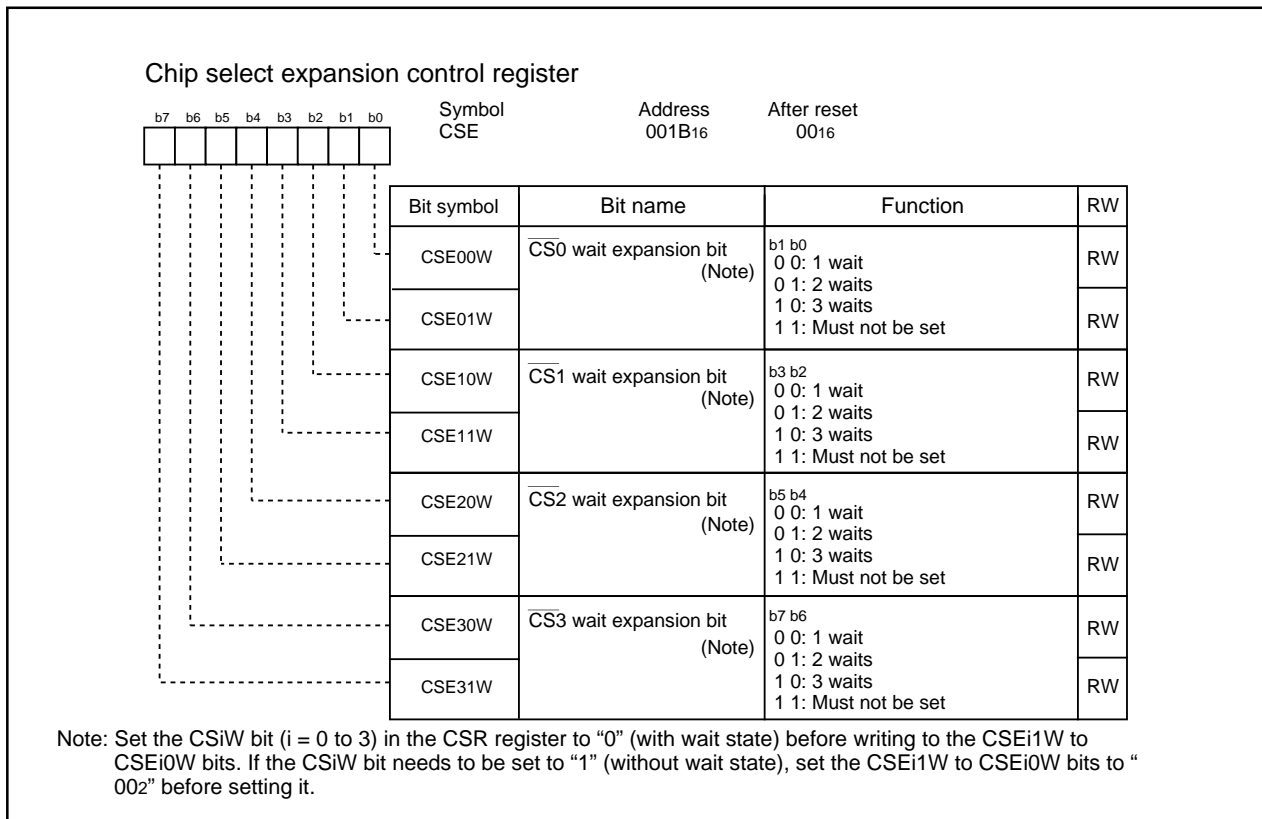 Chip select expansion control register
b7 b6 b5 b4 b3 b2 b1 b0
Symbol Address After reset
CSE 001B16 0016
Bit symbol Bit name Function RW
CSE00W CS0 wait expansion bit (Note) b1 b0 RW
0 0: 1 wait
0 1: 2 waits
CSE01W 1 0: 3 waits RW
1 1: Must not be set
CSE10W CS1 wait expansion bit (Note) b3 b2 RW
0 0: 1 wait
0 1: 2 waits
CSE11W 1 0: 3 waits RW
1 1: Must not be set
CSE20W CS2 wait expansion bit (Note) b5 b4 RW
0 0: 1 wait
0 1: 2 waits
CSE21W 1 0: 3 waits RW
1 1: Must not be set
CSE30W CS3 wait expansion bit (Note) b7 b6 RW
0 0: 1 wait
0 1: 2 waits
CSE31W 1 0: 3 waits RW
1 1: Must not be set
Note: Set the CSiW bit (i = 0 to 3) in the CSR register to “0” (with wait state) before writing to the CSEi1W to
CSEi0W bits. If the CSiW bit needs to be set to “1” (without wait state), set the CSEi1W to CSEi0W bits to “
002” before setting it.